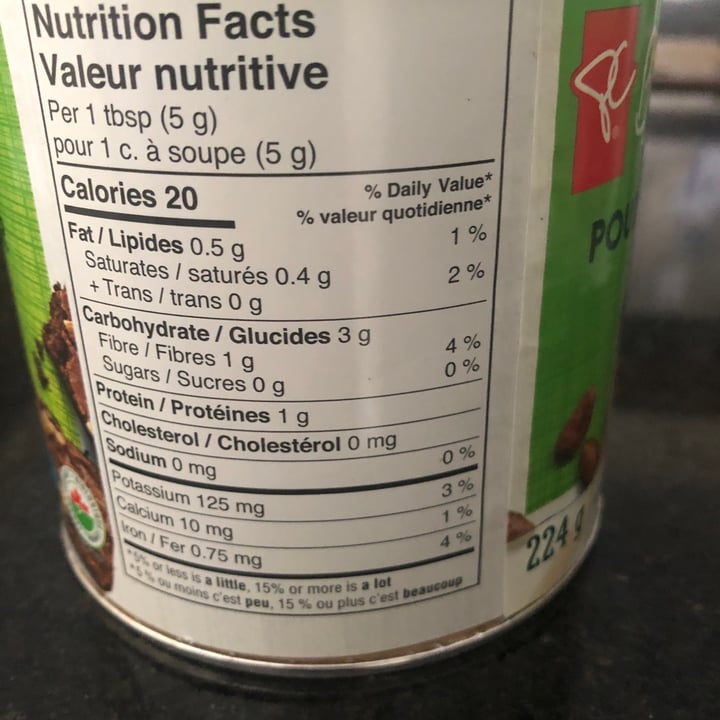 Nutrition Facts
Valeur nutritive
Per 1 tbsp (5 g)
pour 1 c. à soupe (5 g)
Calories 20
% Daily Value*
% valeur quotidienne*
Fat / Lipides 0.5 g 1 %
Saturates / saturés 0.4 g
+ Trans / trans 0 g 2 %
Carbohydrate / Glucides 3 g
Fibre / Fibres 1 g 4 %
Sugars / Sucres 0 g 0 %
Protein / Protéines 1 g
Cholesterol / Cholestérol 0 mg
Sodium 0 mg 0 %
Potassium 125 mg 3 %
Calcium 10 mg 1 %
Iron / Fer 0.75 mg 4 %
*5% or less is a little, 15% or more is a lot
*5 % ou moins c'est peu, 15 % ou plus c'est beaucoup
PC
224 g